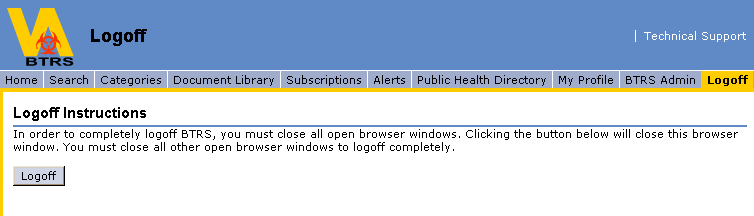 VA
BTRS
Logoff
| Technical Support
Home Search Categories Document Library Subscriptions Alerts Public Health Directory My Profile BTRS Admin Logoff
Logoff Instructions
In order to completely logoff BTRS, you must close all open browser windows. Clicking the button below will close this browser
window. You must close all other open browser windows to logoff completely.
Logoff